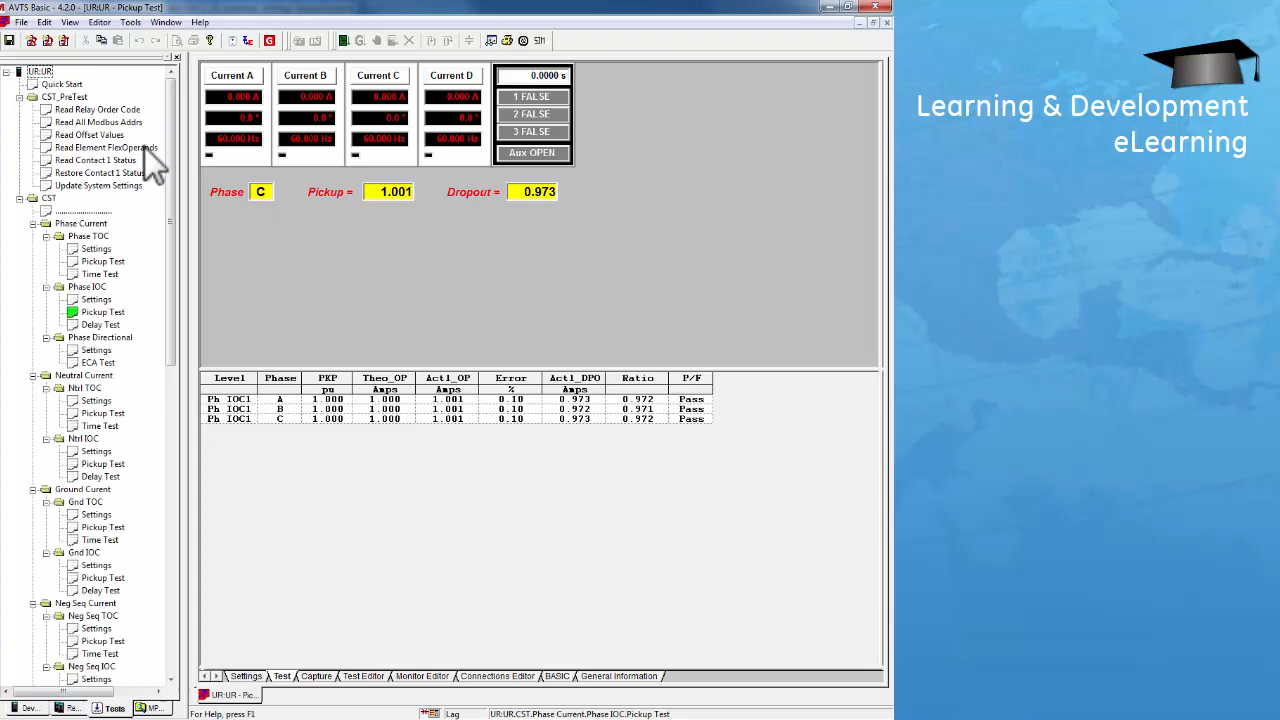 AVTS Basic - 4.2.0 - [UR:UR - Pickup Test]
File Edit View Editor Tools Window Help
SIM
UR:UR
Quick Start
CST_PreTest
Read Relay Order Code
Read All Modbus Addrs
Read Offset Values
Read Element FlexOperands
Read Contact 1 Status
Restore Contact 1 Status
Update System Settings
CST
......................
Phase Current
Phase TOC
Settings
Pickup Test
Time Test
Phase IOC
Settings
Pickup Test
Delay Test
Phase Directional
Settings
ECA Test
Neutral Current
Ntrl TOC
Settings
Pickup Test
Time Test
Ntrl IOC
Settings
Pickup Test
Delay Test
Ground Curent
Gnd TOC
Settings
Pickup Test
Time Test
Gnd IOC
Settings
Pickup Test
Delay Test
Neg Seq Current
Neg Seq TOC
Settings
Pickup Test
Time Test
Neg Seq IOC
Settings
Dev... Re... Tests MP...
Current A Current B Current C Current D 0.0000 s
0.000 A 0.000 A 0.000 A 0.000 A 1 FALSE
0.0 ° 0.0 ° 0.0 ° 0.0 ° 2 FALSE
60.000 Hz 60.000 Hz 60.000 Hz 60.000 Hz 3 FALSE
Aux OPEN
Phase C Pickup = 1.001 Dropout = 0.973
Level Phase PKP Theo_OP Actl_OP Error Actl_DPO Ratio P/F
pu Amps Amps % Amps
Ph IOC1 A 1.000 1.000 1.001 0.10 0.973 0.972 Pass
Ph IOC1 B 1.000 1.000 1.001 0.10 0.972 0.971 Pass
Ph IOC1 C 1.000 1.000 1.001 0.10 0.973 0.972 Pass
Settings Test Capture Test Editor Monitor Editor Connections Editor BASIC General Information
UR:UR - Pic...
For Help, press F1 Lag UR:UR.CST.Phase Current.Phase IOC.Pickup Test
Learning & Development
eLearning